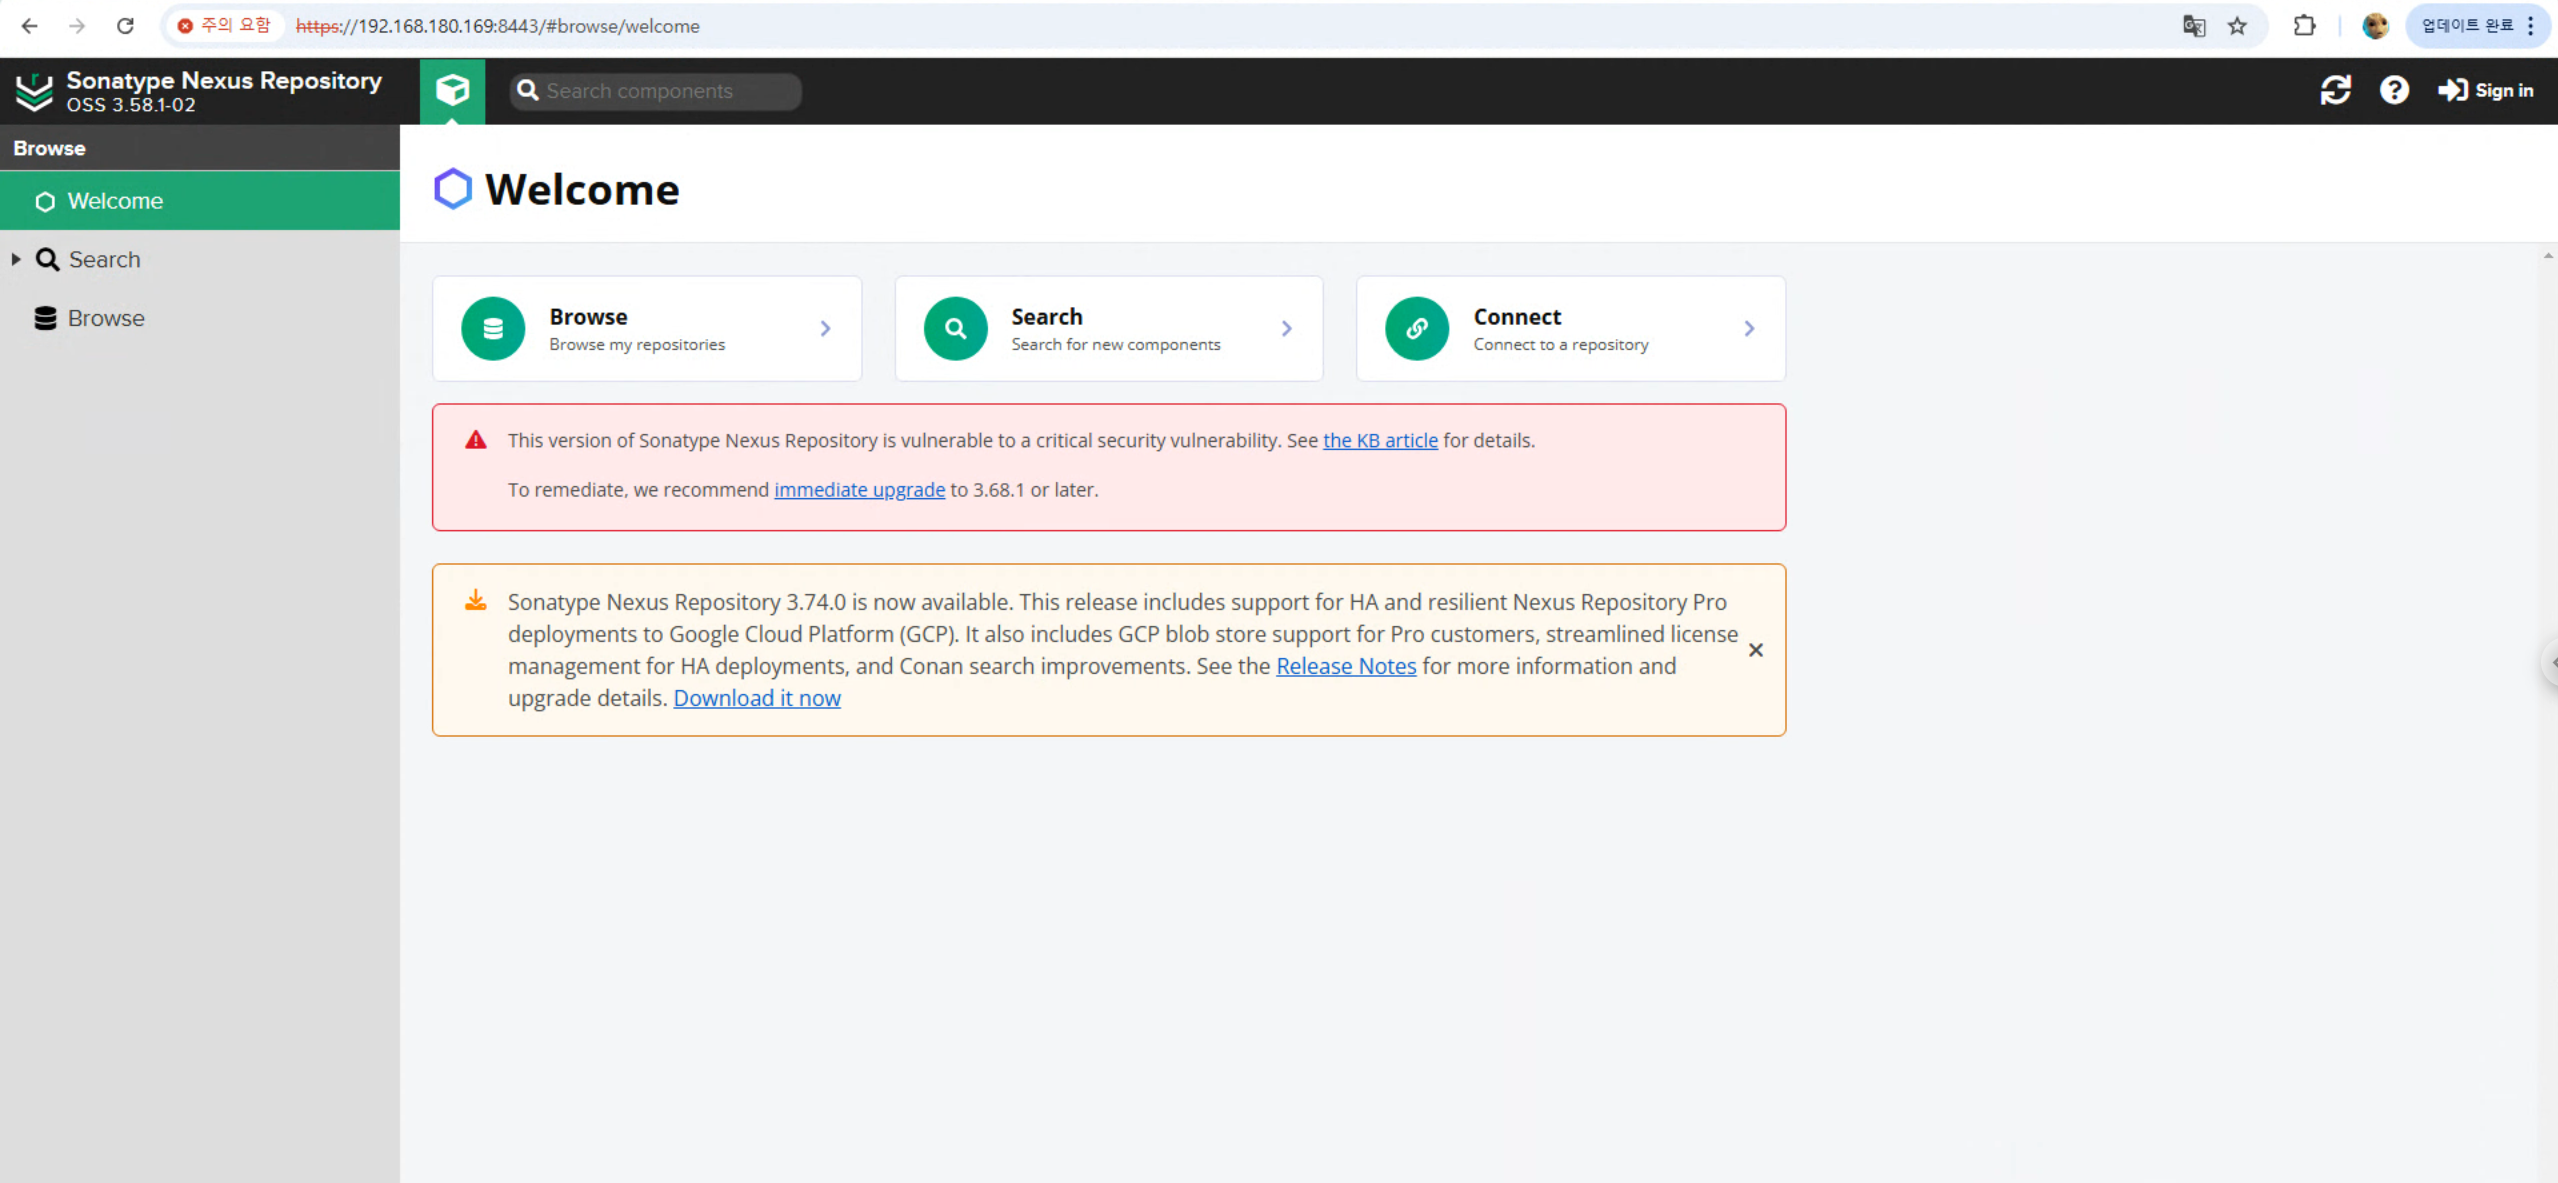 주의 요함
https://192.168.180.169:8443/#browse/welcome
업데이트 완료
Sonatype Nexus Repository
OSS 3.58.1-02
Search components
Sign in
Browse
Welcome
Search
Browse
Welcome
Browse
Browse my repositories
Search
Search for new components
Connect
Connect to a repository
This version of Sonatype Nexus Repository is vulnerable to a critical security vulnerability. See the KB article for details.
To remediate, we recommend immediate upgrade to 3.68.1 or later.
Sonatype Nexus Repository 3.74.0 is now available. This release includes support for HA and resilient Nexus Repository Pro
deployments to Google Cloud Platform (GCP). It also includes GCP blob store support for Pro customers, streamlined license
management for HA deployments, and Conan search improvements. See the Release Notes for more information and
upgrade details. Download it now